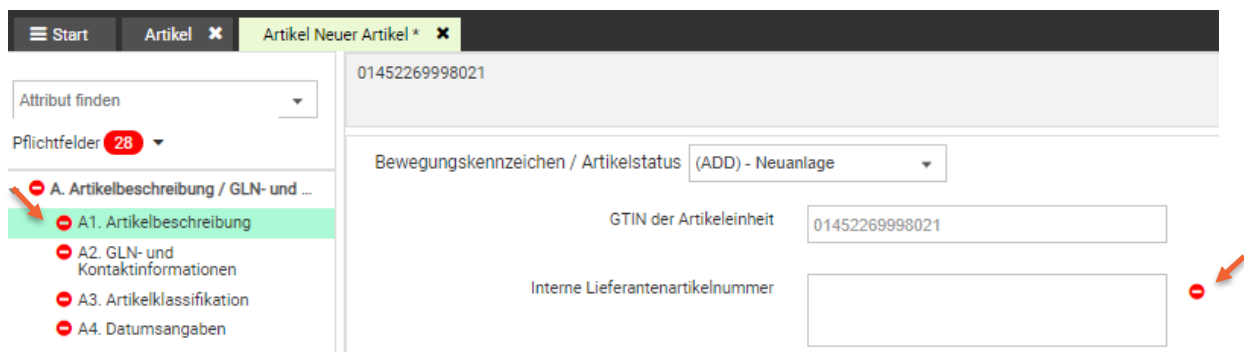 Start
Artikel
Artikel Neuer Artikel *
Attribut finden
Pflichtfelder 28
A. Artikelbeschreibung / GLN- und ...
A1. Artikelbeschreibung
A2. GLN- und
Kontaktinformationen
A3. Artikelklassifikation
A4. Datumsangaben
01452269998021
Bewegungskennzeichen / Artikelstatus (ADD) - Neuanlage
GTIN der Artikeleinheit 01452269998021
Interne Lieferantenartikelnummer